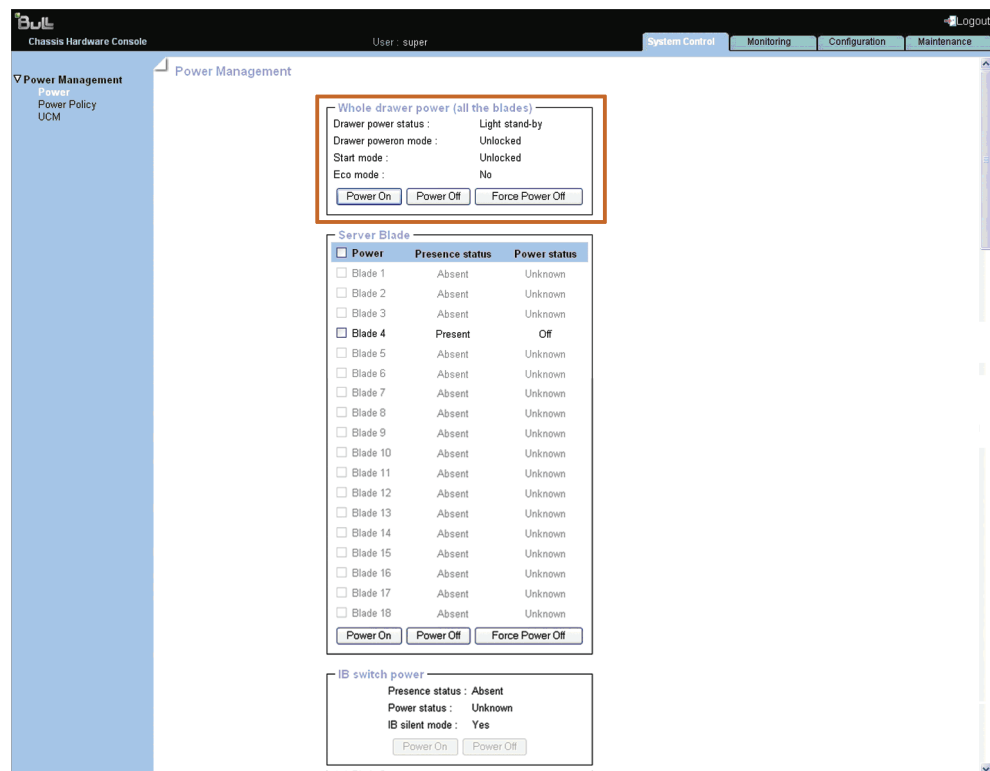 Bull
Logout
Chassis Hardware Console
User : super
System Control
Monitoring
Configuration
Maintenance
Power Management
Power
Power Policy
UCM
Power Management
Whole drawer power (all the blades)
Drawer power status : Light stand-by
Drawer poweron mode : Unlocked
Start mode : Unlocked
Eco mode : No
Power On Power Off Force Power Off
Server Blade
Power Presence status Power status
Blade 1 Absent Unknown
Blade 2 Absent Unknown
Blade 3 Absent Unknown
Blade 4 Present Off
Blade 5 Absent Unknown
Blade 6 Absent Unknown
Blade 7 Absent Unknown
Blade 8 Absent Unknown
Blade 9 Absent Unknown
Blade 10 Absent Unknown
Blade 11 Absent Unknown
Blade 12 Absent Unknown
Blade 13 Absent Unknown
Blade 14 Absent Unknown
Blade 15 Absent Unknown
Blade 16 Absent Unknown
Blade 17 Absent Unknown
Blade 18 Absent Unknown
Power On Power Off Force Power Off
IB switch power
Presence status : Absent
Power status : Unknown
IB silent mode : Yes
Power On Power Off